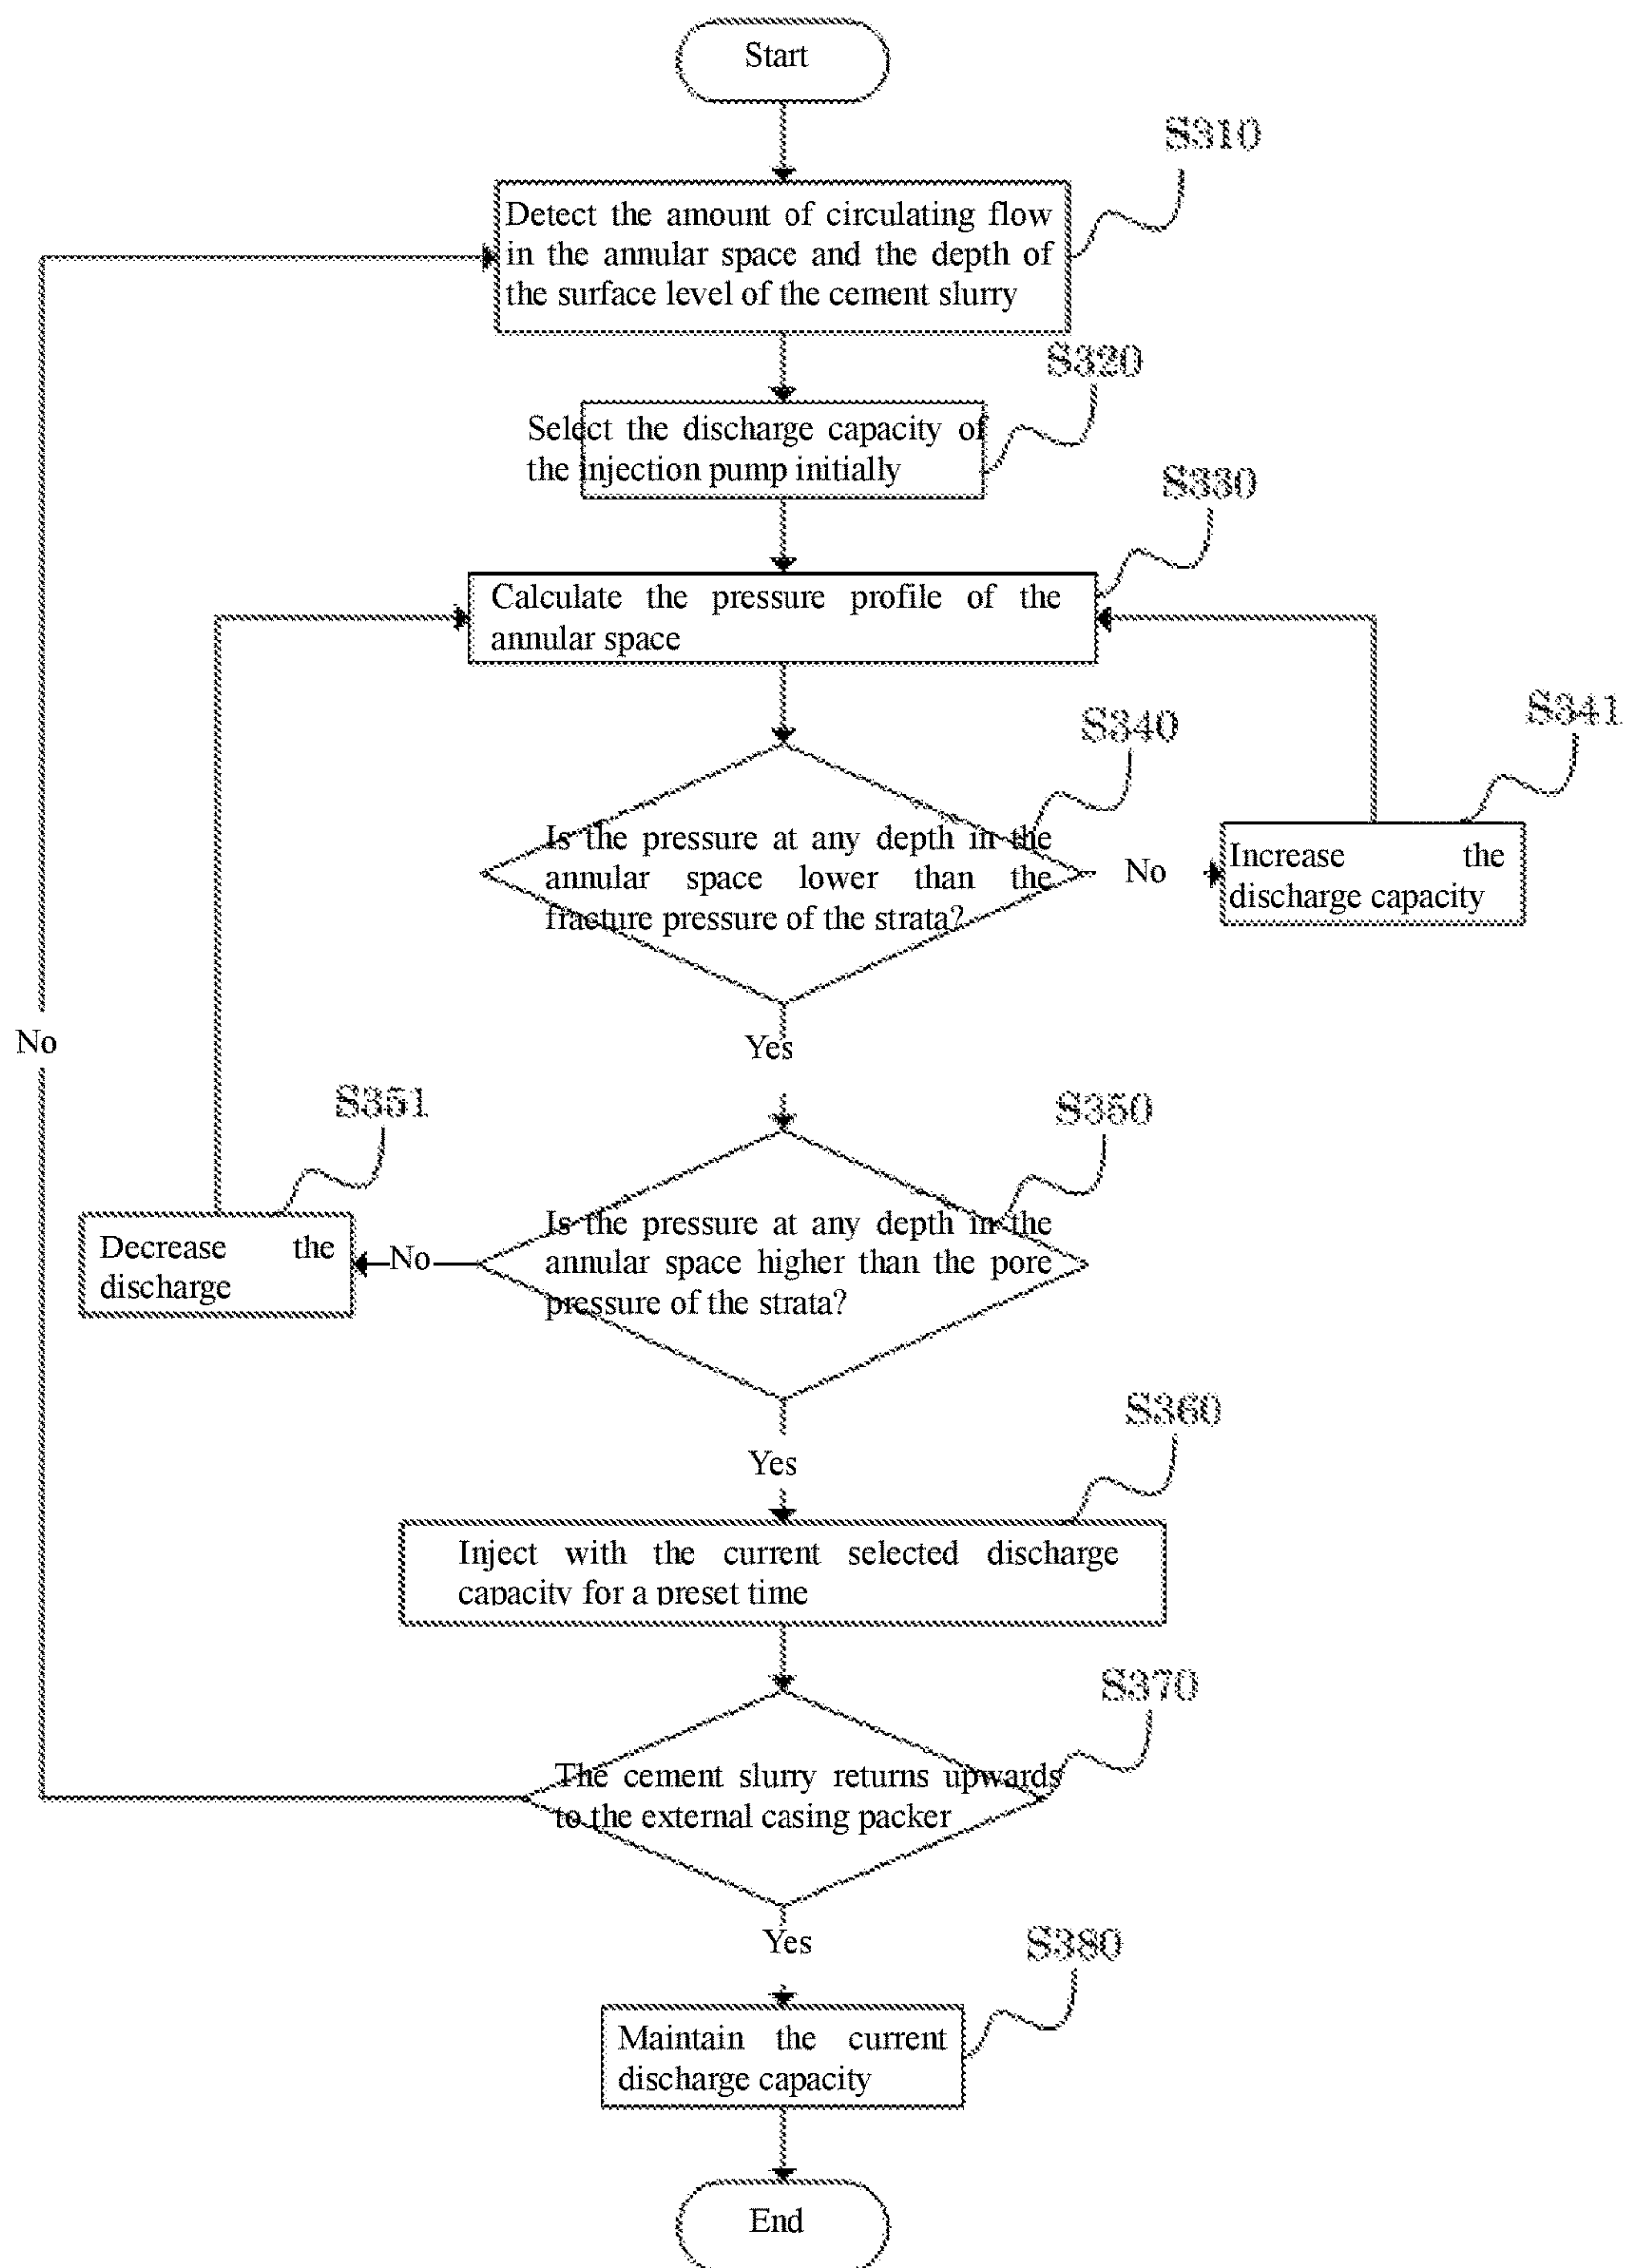 Start
S310
Detect the amount of circulating flow
in the annular space and the depth of
the surface level of the cement slurry
S320
Select the discharge capacity of
the injection pump initially
S330
Calculate the pressure profile of the
annular space
S340
S341
Is the pressure at any depth in the
annular space lower than the
fracture pressure of the strata?
No
Increase the
discharge capacity
No
Yes
S351
S350
Is the pressure at any depth in the
annular space higher than the pore
pressure of the strata?
No
Decrease the
discharge
Yes
S360
Inject with the current selected discharge
capacity for a preset time
S370
The cement slurry returns upwards
to the external casing packer
Yes
S380
Maintain the current
discharge capacity
End